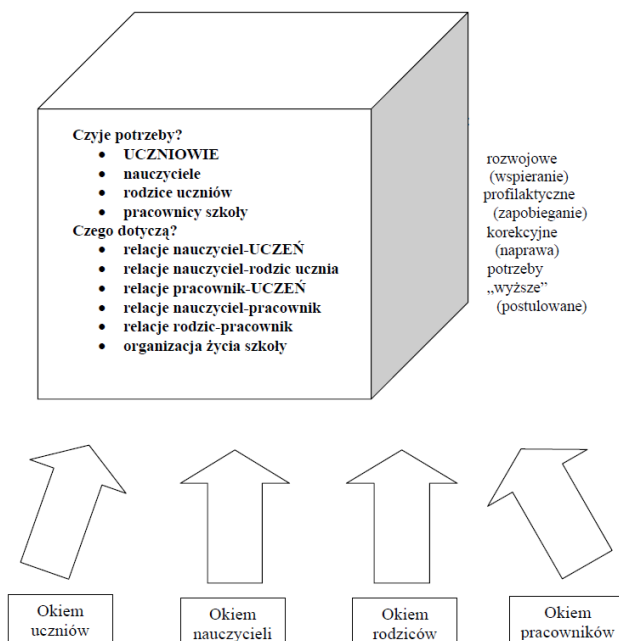 Czyje potrzeby?
• UCZNIOWIE
• nauczyciele
• rodzice uczniów
• pracownicy szkoły
Czego dotyczą?
• relacje nauczyciel-UCZEŃ
• relacje nauczyciel-rodzic ucznia
• relacje pracownik-UCZEŃ
• relacje nauczyciel-pracownik
• relacje rodzic-pracownik
• organizacja życia szkoły
rozwojowe
(wspieranie)
profilaktyczne
(zapobieganie)
korekcyjne
(naprawa)
potrzeby
„wyższe”
(postulowane)
Okiem
uczniów
Okiem
nauczycieli
Okiem
rodziców
Okiem
pracowników